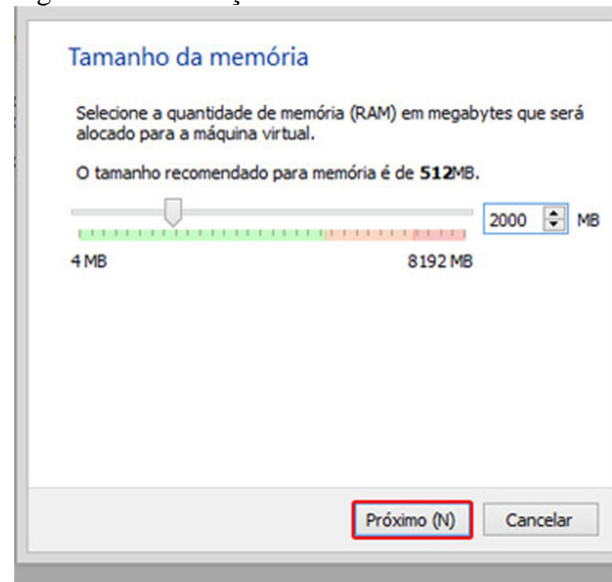 Tamanho da memória
Selecione a quantidade de memória (RAM) em megabytes que será
alocado para a máquina virtual.
O tamanho recomendado para memória é de 512MB.
2000 MB
4 MB 8192 MB
Próximo (N) Cancelar